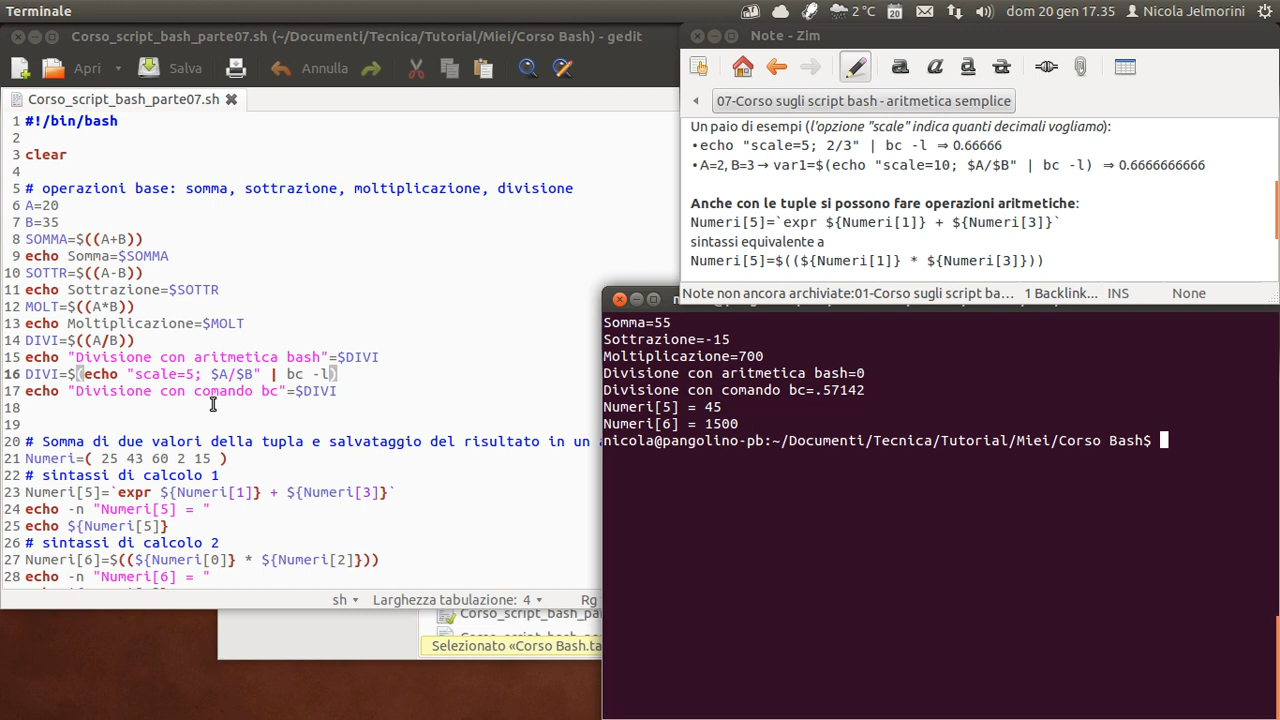 Terminale
2 °C
20
dom 20 gen 17.35
Nicola Jelmorini
Corso_script_bash_parte07.sh (~/Documenti/Tecnica/Tutorial/Miei/Corso Bash) - gedit
Apri
Salva
Annulla
Corso_script_bash_parte07.sh
1 #!/bin/bash
2
3 clear
4
5 # operazioni base: somma, sottrazione, moltiplicazione, divisione
6 A=20
7 B=35
8 SOMMA=$((A+B))
9 echo Somma=$SOMMA
10 SOTTR=$((A-B))
11 echo Sottrazione=$SOTTR
12 MOLT=$((A*B))
13 echo Moltiplicazione=$MOLT
14 DIVI=$((A/B))
15 echo "Divisione con aritmetica bash"=$DIVI
16 DIVI=$(echo "scale=5; $A/$B" | bc -l)
17 echo "Divisione con comando bc"=$DIVI
18
19
20 # Somma di due valori della tupla e salvataggio del risultato in un a
21 Numeri=( 25 43 60 2 15 )
22 # sintassi di calcolo 1
23 Numeri[5]=`expr ${Numeri[1]} + ${Numeri[3]}`
24 echo -n "Numeri[5] = "
25 echo ${Numeri[5]}
26 # sintassi di calcolo 2
27 Numeri[6]=$((${Numeri[0]} * ${Numeri[2]}))
28 echo -n "Numeri[6] = "
sh
Larghezza tabulazione: 4
Rg
Corso_script_bash_pa
Selezionato «Corso Bash.ta
Note - Zim
07-Corso sugli script bash - aritmetica semplice
Un paio di esempi (l'opzione "scale" indica quanti decimali vogliamo):
• echo "scale=5; 2/3" | bc -l ⇒ 0.66666
• A=2, B=3 → var1=$(echo "scale=10; $A/$B" | bc -l) ⇒ 0.6666666666
Anche con le tuple si possono fare operazioni aritmetiche:
Numeri[5]=`expr ${Numeri[1]} + ${Numeri[3]}`
sintassi equivalente a
Numeri[5]=$((${Numeri[1]} * ${Numeri[3]}))
Note non ancora archiviate:01-Corso sugli script ba...
1 Backlink...
INS
None
Somma=55
Sottrazione=-15
Moltiplicazione=700
Divisione con aritmetica bash=0
Divisione con comando bc=.57142
Numeri[5] = 45
Numeri[6] = 1500
nicola@pangolino-pb:~/Documenti/Tecnica/Tutorial/Miei/Corso Bash$